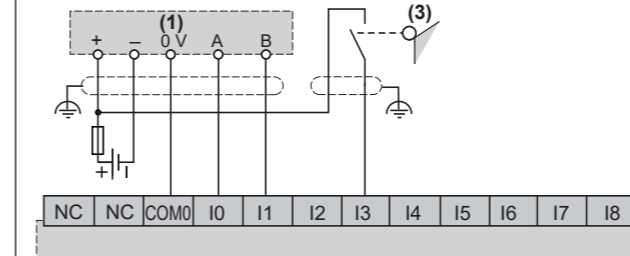 (1)
(3)
+ – 0 V A B
+ I
NC NC COM0 I0 I1 I2 I3 I4 I5 I6 I7 I8